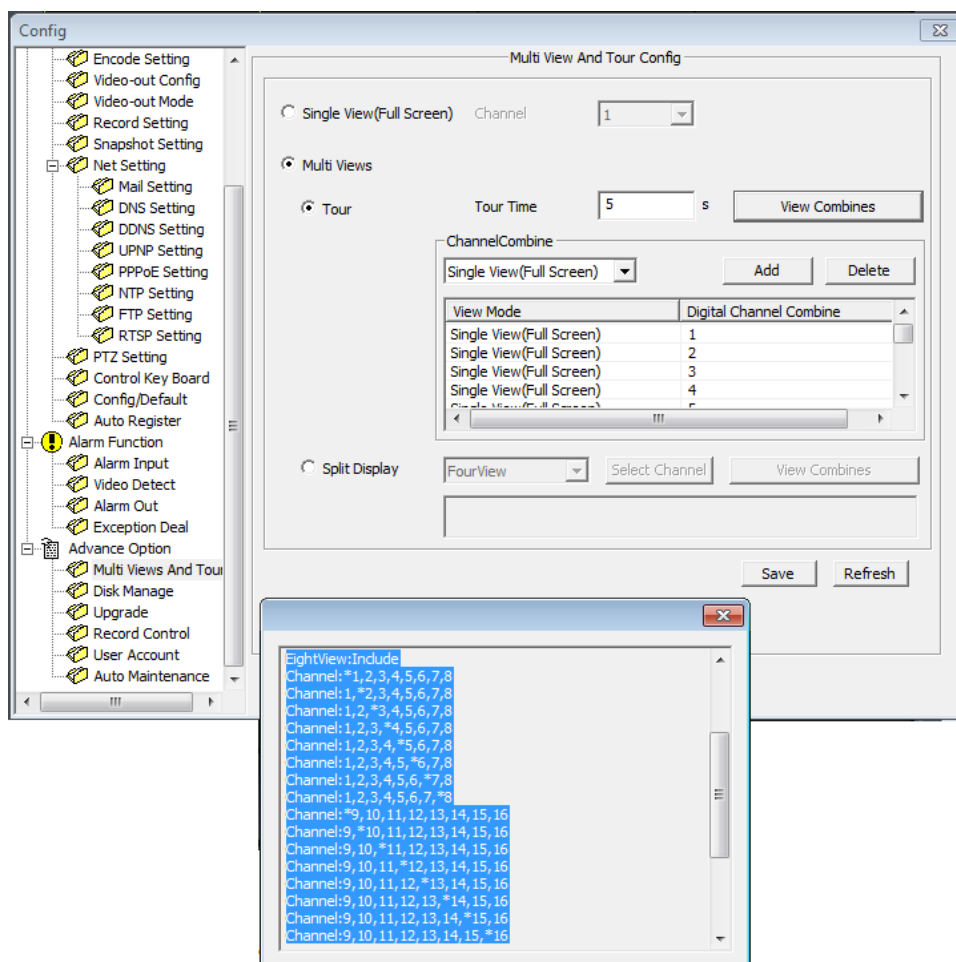 Config
Encode Setting
Video-out Config
Video-out Mode
Record Setting
Snapshot Setting
Net Setting
Mail Setting
DNS Setting
DDNS Setting
UPNP Setting
PPPoE Setting
NTP Setting
FTP Setting
RTSP Setting
PTZ Setting
Control Key Board
Config/Default
Auto Register
Alarm Function
Alarm Input
Video Detect
Alarm Out
Exception Deal
Advance Option
Multi Views And Tour
Disk Manage
Upgrade
Record Control
User Account
Auto Maintenance
Multi View And Tour Config
Single View(Full Screen) Channel 1
Multi Views
Tour Tour Time 5 s View Combines
ChannelCombine
Single View(Full Screen) Add Delete
View Mode Digital Channel Combine
Single View(Full Screen) 1
Single View(Full Screen) 2
Single View(Full Screen) 3
Single View(Full Screen) 4
Single View(Full Screen) 5
Split Display FourView Select Channel View Combines
Save Refresh
EightView:Include
Channel:*1,2,3,4,5,6,7,8
Channel:1,*2,3,4,5,6,7,8
Channel:1,2,*3,4,5,6,7,8
Channel:1,2,3,*4,5,6,7,8
Channel:1,2,3,4,*5,6,7,8
Channel:1,2,3,4,5,*6,7,8
Channel:1,2,3,4,5,6,*7,8
Channel:1,2,3,4,5,6,7,*8
Channel:*9,10,11,12,13,14,15,16
Channel:9,*10,11,12,13,14,15,16
Channel:9,10,*11,12,13,14,15,16
Channel:9,10,11,*12,13,14,15,16
Channel:9,10,11,12,*13,14,15,16
Channel:9,10,11,12,13,*14,15,16
Channel:9,10,11,12,13,14,*15,16
Channel:9,10,11,12,13,14,15,*16